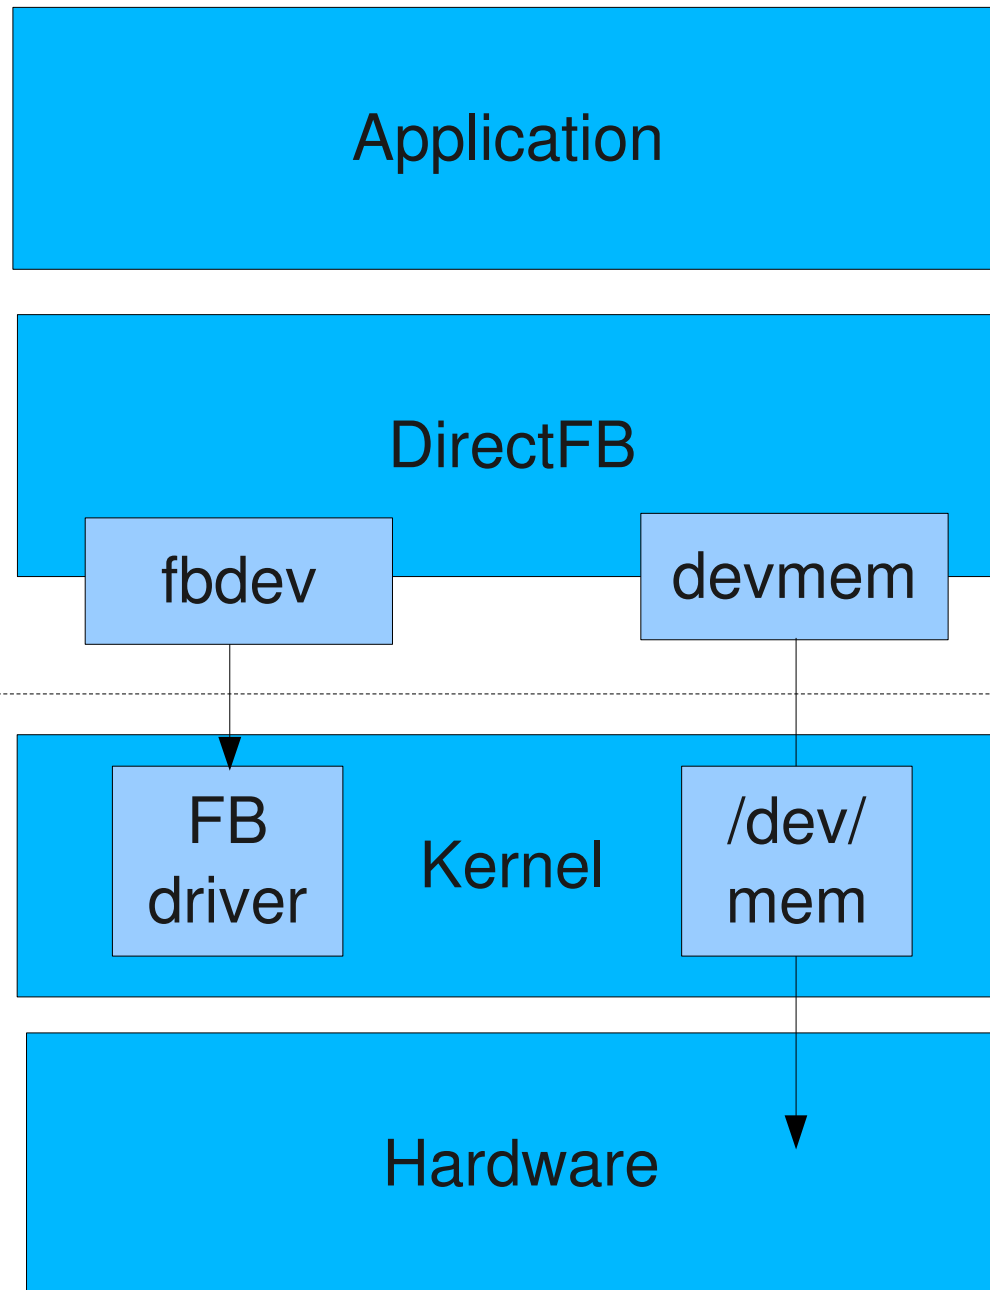 Application
DirectFB
fbdev
devmem
FB
driver
Kernel
/dev/
mem
Hardware